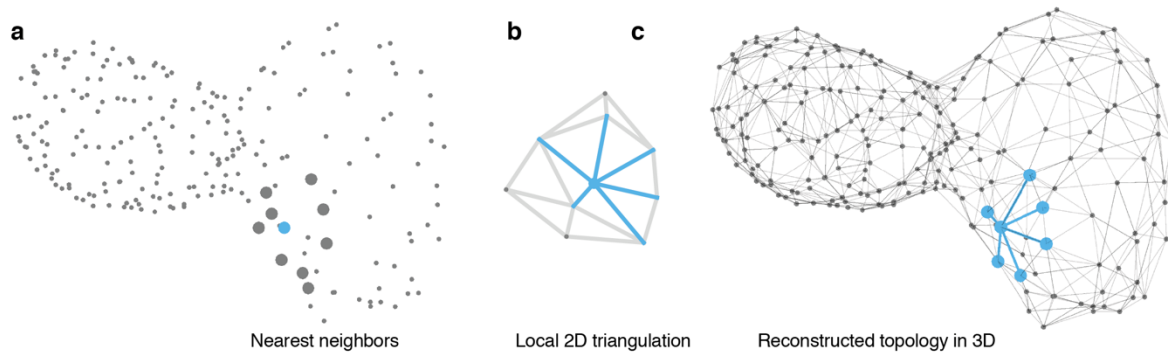 a
b
c
Nearest neighbors
Local 2D triangulation
Reconstructed topology in 3D